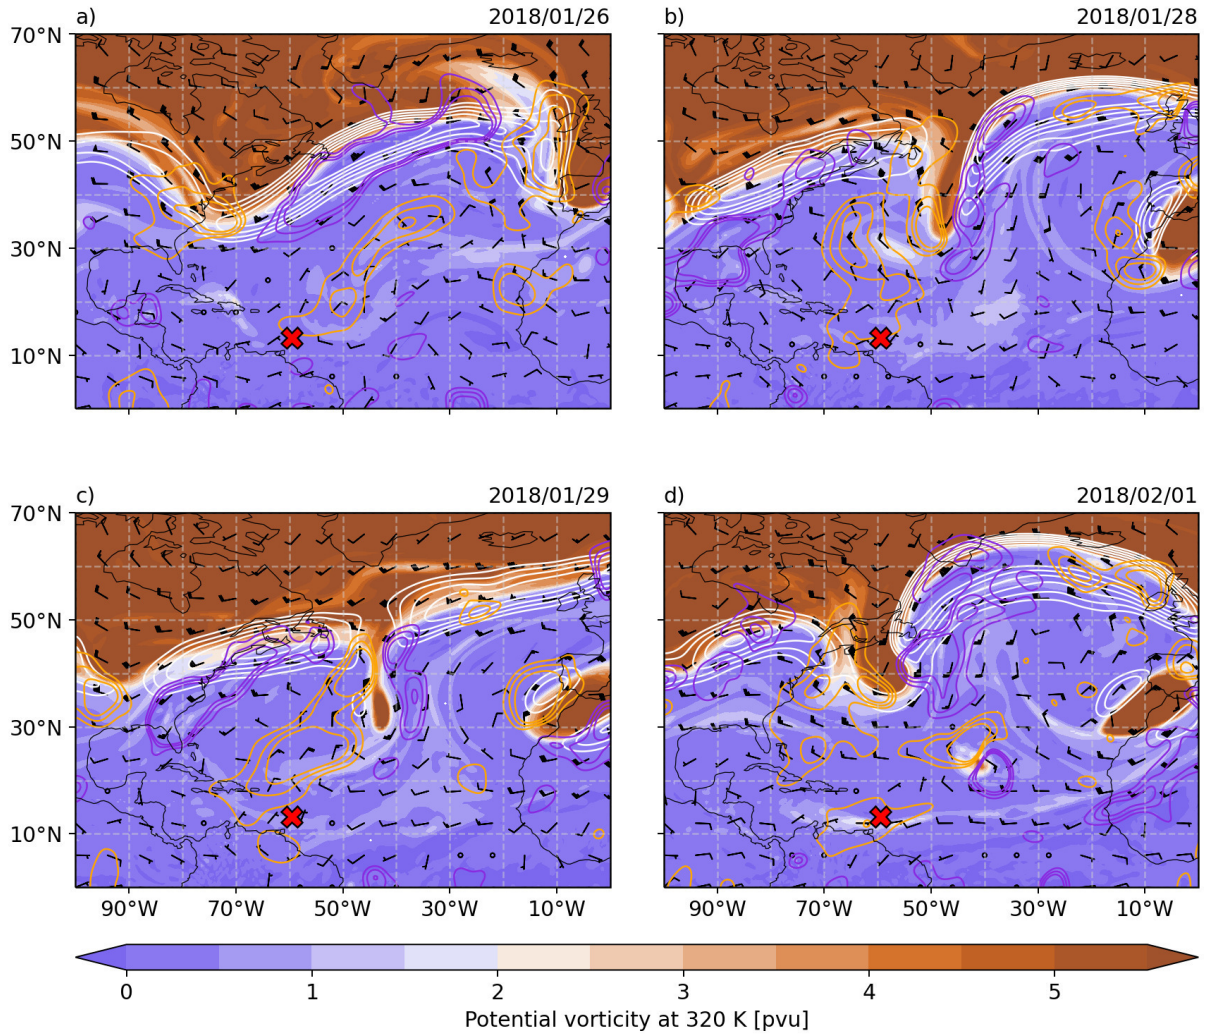 a) 2018/01/26 b) 2018/01/28
70°N
50°N
30°N
10°N
c) 2018/01/29 d) 2018/02/01
70°N
50°N
30°N
10°N
90°W 70°W 50°W 30°W 10°W 90°W 70°W 50°W 30°W 10°W
0 1 2 3 4 5
Potential vorticity at 320 K [pvu]